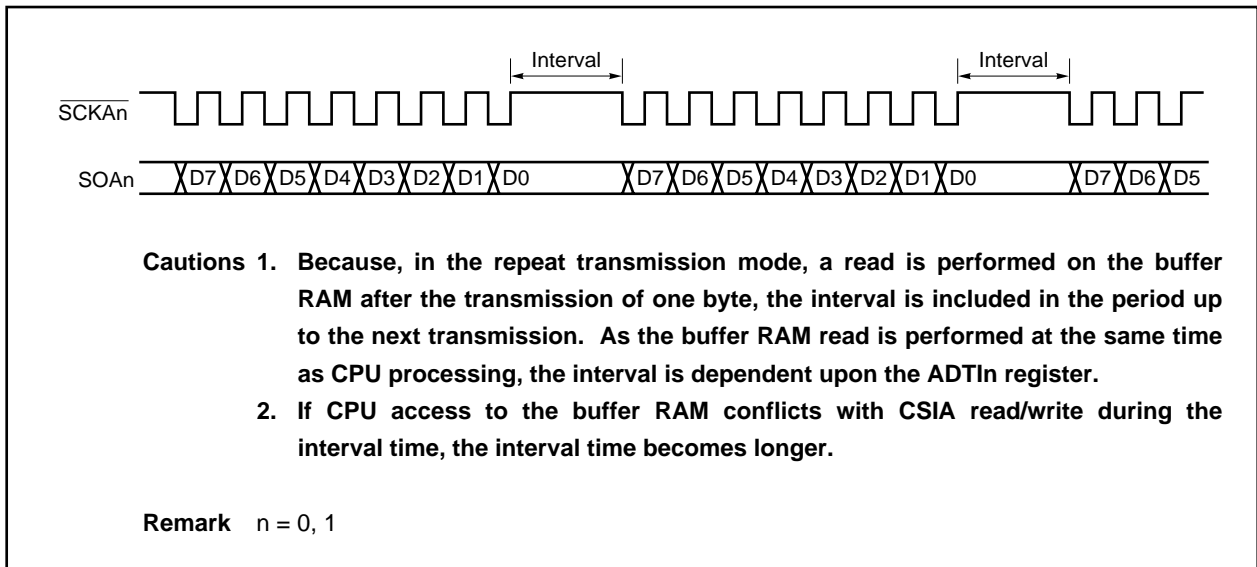 Interval Interval
SCKAn
SOAn D7 D6 D5 D4 D3 D2 D1 D0 D7 D6 D5 D4 D3 D2 D1 D0 D7 D6 D5
Cautions 1. Because, in the repeat transmission mode, a read is performed on the buffer
RAM after the transmission of one byte, the interval is included in the period up
to the next transmission. As the buffer RAM read is performed at the same time
as CPU processing, the interval is dependent upon the ADTIn register.
2. If CPU access to the buffer RAM conflicts with CSIA read/write during the
interval time, the interval time becomes longer.
Remark n = 0, 1